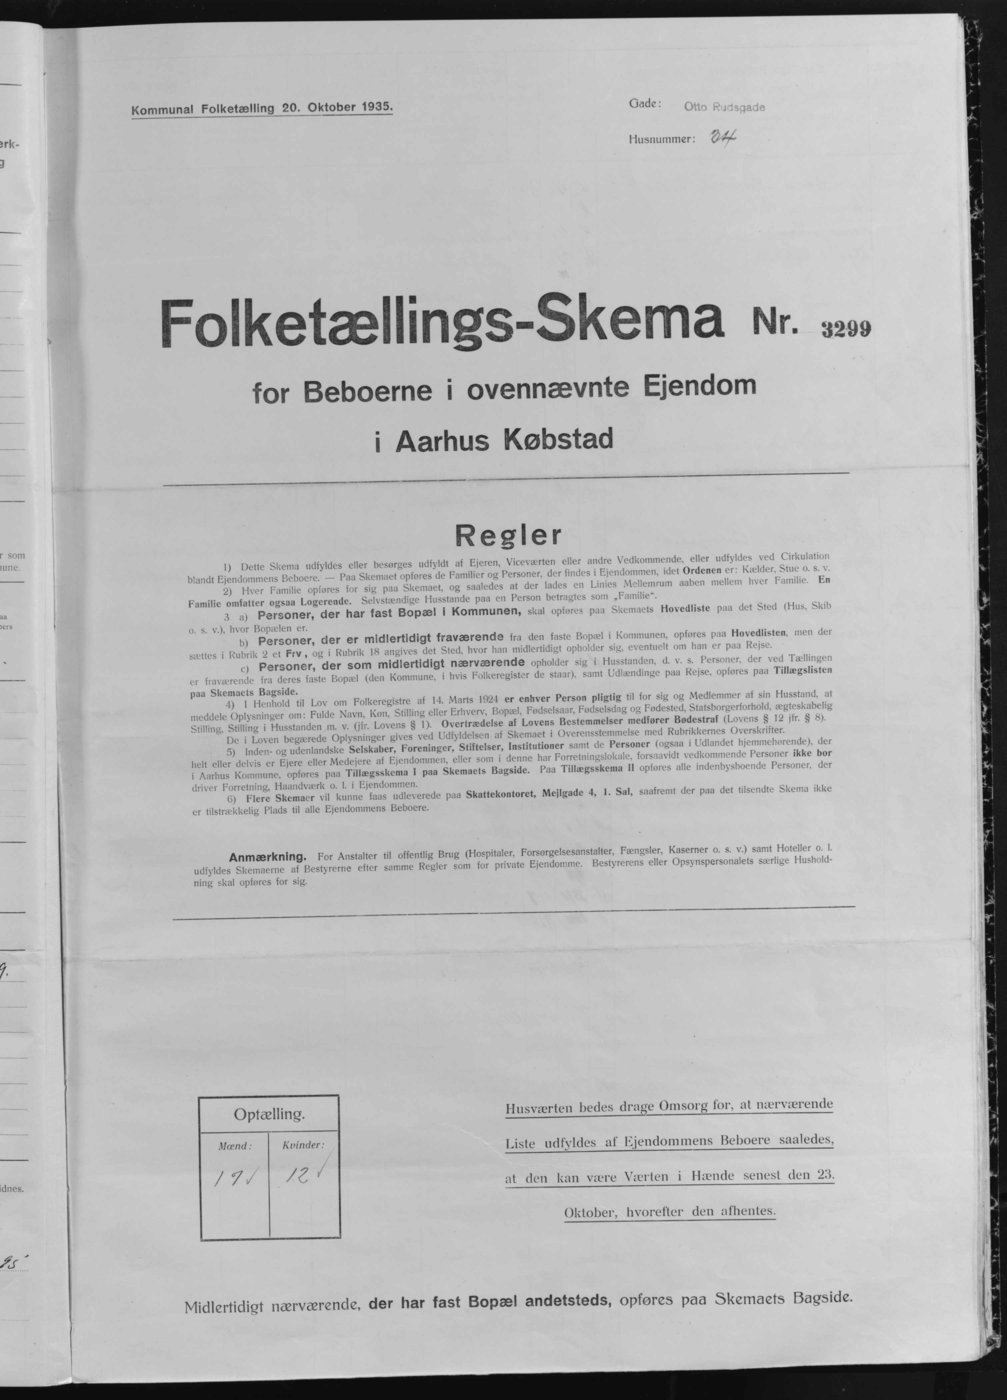 Kommunal Folketælling 20. Oktober 1935.
Gade: Otto Rudsgade
Husnummer: 34
Folketællings-Skema Nr. 3299
for Beboerne i ovennævnte Ejendom
i Aarhus Købstad
Regler
1) Dette Skema udfyldes eller besørges udfyldt af Ejeren, Viceværten eller andre Vedkommende, eller udfyldes ved Cirkulation
blandt Ejendommens Beboere. — Paa Skemaet opføres de Familier og Personer, der findes i Ejendommen, idet Ordenen er: Kælder, Stue o. s. v.
2) Hver Familie opføres for sig paa Skemaet, og saaledes at der lades en Linies Mellemrum aaben mellem hver Familie. En
Familie omfatter ogsaa Logerende. Selvstændige Husstande paa en Person betragtes som „Familie“.
3 a) Personer, der har fast Bopæl i Kommunen, skal opføres paa Skemaets Hovedliste paa det Sted (Hus, Skib
o. s. v.), hvor Bopælen er.
b) Personer, der er midlertidigt fraværende fra den faste Bopæl i Kommunen, opføres paa Hovedlisten, men der
sættes i Rubrik 2 et Frv, og i Rubrik 18 angives det Sted, hvor han midlertidigt opholder sig, eventuelt om han er paa Rejse.
c) Personer, der som midlertidigt nærværende opholder sig i Husstanden, d. v. s. Personer, der ved Tællingen
er fraværende fra deres faste Bopæl (den Kommune, i hvis Folkeregister de staar), samt Udlændinge paa Rejse, opføres paa Tillægslisten
paa Skemaets Bagside.
4) I Henhold til Lov om Folkeregistre af 14. Marts 1924 er enhver Person pligtig til for sig og Medlemmer af sin Husstand, at
meddele Oplysninger om: Fulde Navn, Køn, Stilling eller Erhverv, Bopæl, Fødselsaar, Fødselsdag og Fødested, Statsborgerforhold, ægteskabelig
Stilling, Stilling i Husstanden m. v. (jfr. Lovens § 1). Overtrædelse af Lovens Bestemmelser medfører Bødestraf (Lovens § 12 jfr. § 8).
De i Loven begærede Oplysninger gives ved Udfyldelsen af Skemaet i Overensstemmelse med Rubrikkernes Overskrifter.
5) Inden- og udenlandske Selskaber, Foreninger, Stiftelser, Institutioner samt de Personer (ogsaa i Udlandet hjemmehørende), der
helt eller delvis er Ejere eller Medejere af Ejendommen, eller som i denne har Forretningslokale, forsaavidt vedkommende Personer ikke bor
i Aarhus Kommune, opføres paa Tillægsskema I paa Skemaets Bagside. Paa Tillægsskema II opføres alle indenbysboende Personer, der
driver Forretning, Haandværk o. l. i Ejendommen.
6) Flere Skemaer vil kunne faas udleverede paa Skattekontoret, Mejlgade 4, 1. Sal, saafremt der paa det tilsendte Skema ikke
er tilstrækkelig Plads til alle Ejendommens Beboere.
Anmærkning. For Anstalter til offentlig Brug (Hospitaler, Forsørgelsesanstalter, Fængsler, Kaserner o. s. v.) samt Hoteller o. l.
udfyldes Skemaerne af Bestyrerne efter samme Regler som for private Ejendomme. Bestyrerens eller Opsynspersonalets særlige Hushold-
ning skal opføres for sig.
Optælling.
Mænd: Kvinder:
19 ✓ 12 ✓
Husværten bedes drage Omsorg for, at nærværende
Liste udfyldes af Ejendommens Beboere saaledes,
at den kan være Værten i Hænde senest den 23.
Oktober, hvorefter den afhentes.
Midlertidigt nærværende, der har fast Bopæl andetsteds, opføres paa Skemaets Bagside.